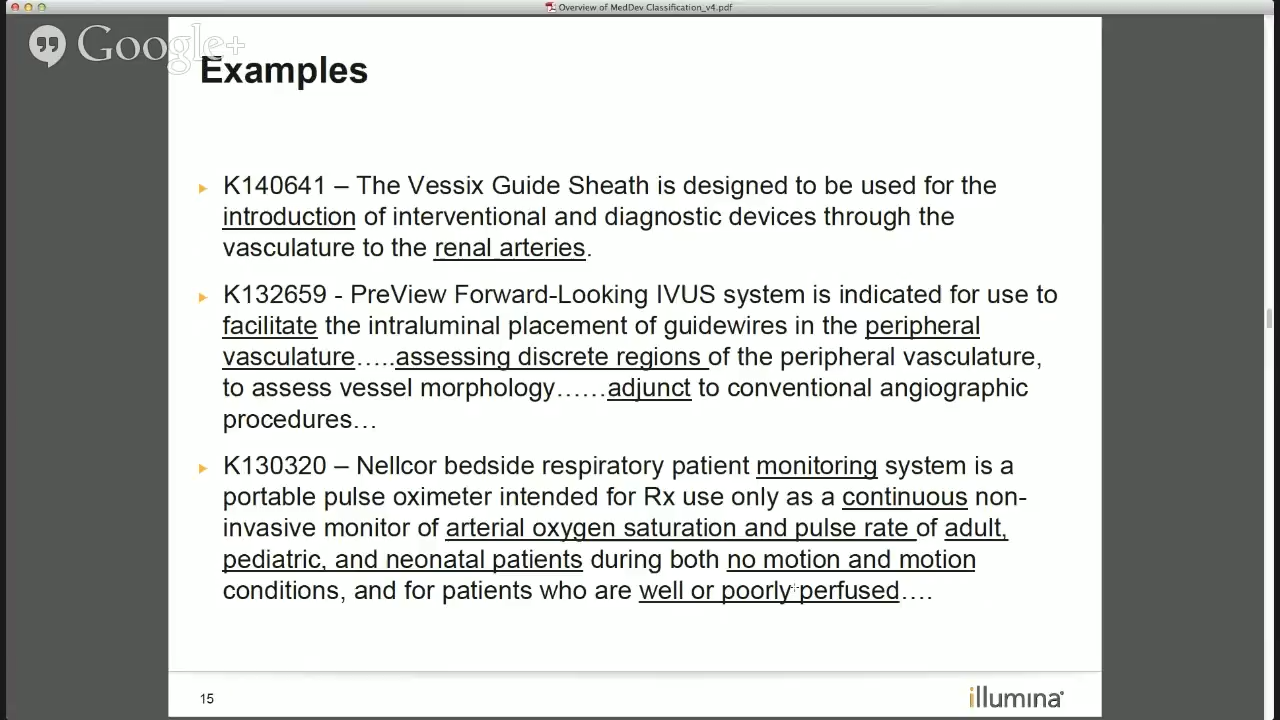 Overview of MedDev Classification_v4.pdf
Google+
Examples
K140641 – The Vessix Guide Sheath is designed to be used for the
introduction of interventional and diagnostic devices through the
vasculature to the renal arteries.
K132659 - PreView Forward-Looking IVUS system is indicated for use to
facilitate the intraluminal placement of guidewires in the peripheral
vasculature…..assessing discrete regions of the peripheral vasculature,
to assess vessel morphology……adjunct to conventional angiographic
procedures…
K130320 – Nellcor bedside respiratory patient monitoring system is a
portable pulse oximeter intended for Rx use only as a continuous non-
invasive monitor of arterial oxygen saturation and pulse rate of adult,
pediatric, and neonatal patients during both no motion and motion
conditions, and for patients who are well or poorly perfused….
15
illumina